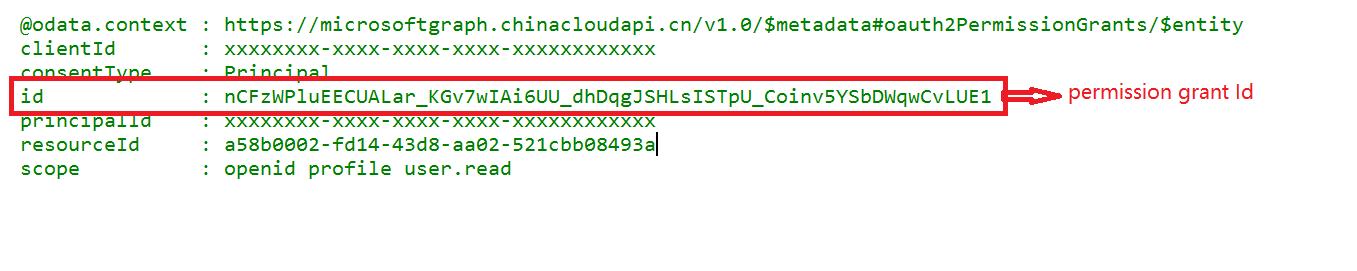 @odata.context : https://microsoftgraph.chinacloudapi.cn/v1.0/$metadata#oauth2PermissionGrants/$entity
clientId : xxxxxxxx-xxxx-xxxx-xxxx-xxxxxxxxxxxx
consentType : Principal
id : nCFzWPluEECUALar_KGv7wIAi6UU_dhDqgJSHLsISTpU_Coinv5YSbDWqwCvLUE1
permission grant Id
principalId : xxxxxxxx-xxxx-xxxx-xxxx-xxxxxxxxxxxx
resourceId : a58b0002-fd14-43d8-aa02-521cbb08493a
scope : openid profile user.read